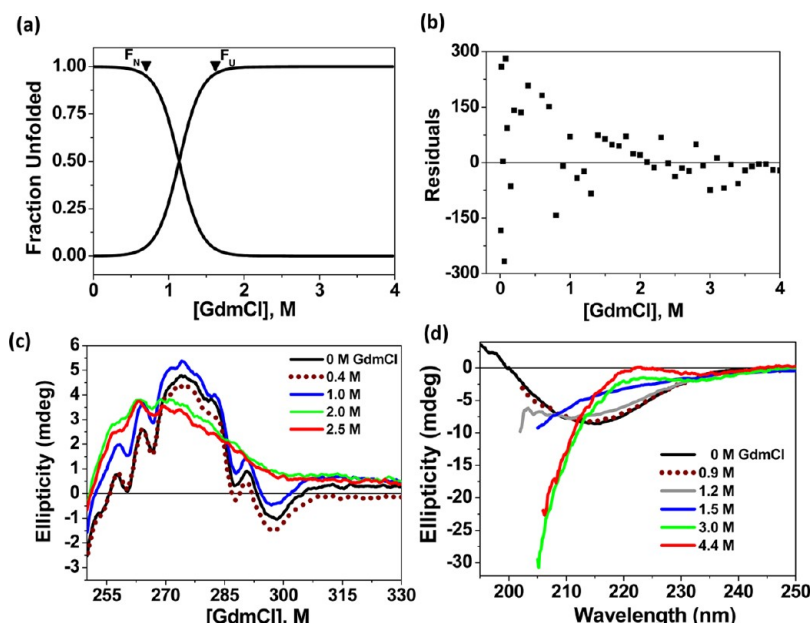 (a)
F_N
F_U
1.00
0.75
0.50
0.25
0.00
Fraction Unfolded
0 1 2 3 4
[GdmCl], M
(b)
300
150
0
-150
-300
Residuals
0 1 2 3 4
[GdmCl], M
(c)
6
5
4
3
2
1
0
-1
-2
-3
Ellipticity (mdeg)
0 M GdmCl
0.4 M
1.0 M
2.0 M
2.5 M
255 270 285 300 315 330
[GdmCl], M
(d)
5
0
-5
-10
-15
-20
-25
-30
Ellipticity (mdeg)
0 M GdmCl
0.9 M
1.2 M
1.5 M
3.0 M
4.4 M
200 210 220 230 240 250
Wavelength (nm)